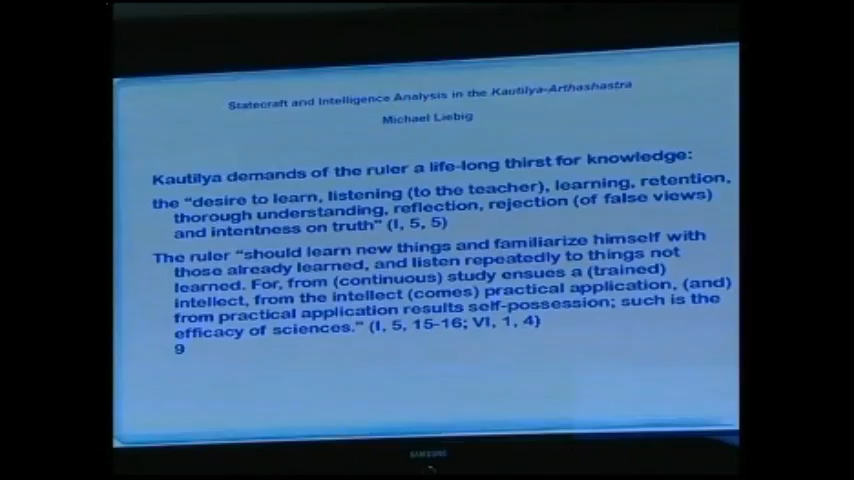 Statecraft and Intelligence Analysis in the Kautilya-Arthashastra
Michael Liebig
Kautilya demands of the ruler a life-long thirst for knowledge:
the “desire to learn, listening (to the teacher), learning, retention,
thorough understanding, reflection, rejection (of false views)
and intentness on truth” (I, 5, 5)
The ruler “should learn new things and familiarize himself with
those already learned, and listen repeatedly to things not
learned. For, from (continuous) study ensues a (trained)
intellect, from the intellect (comes) practical application, (and)
from practical application results self-possession; such is the
efficacy of sciences.” (I, 5, 15-16; VI, 1, 4)
9
SAMSUNG